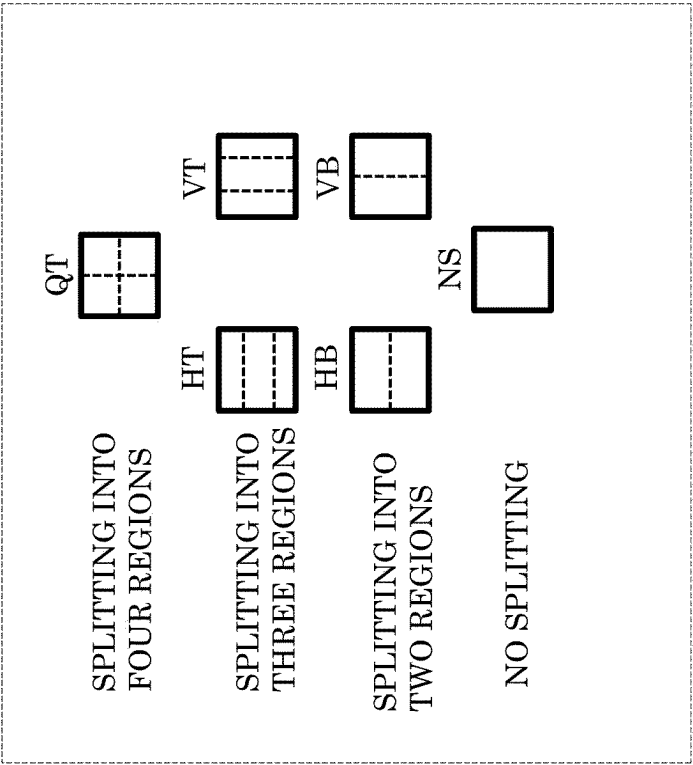 SPLITTING INTO
FOUR REGIONS
QT
SPLITTING INTO
THREE REGIONS
HT
VT
SPLITTING INTO
TWO REGIONS
HB
VB
NO SPLITTING
NS